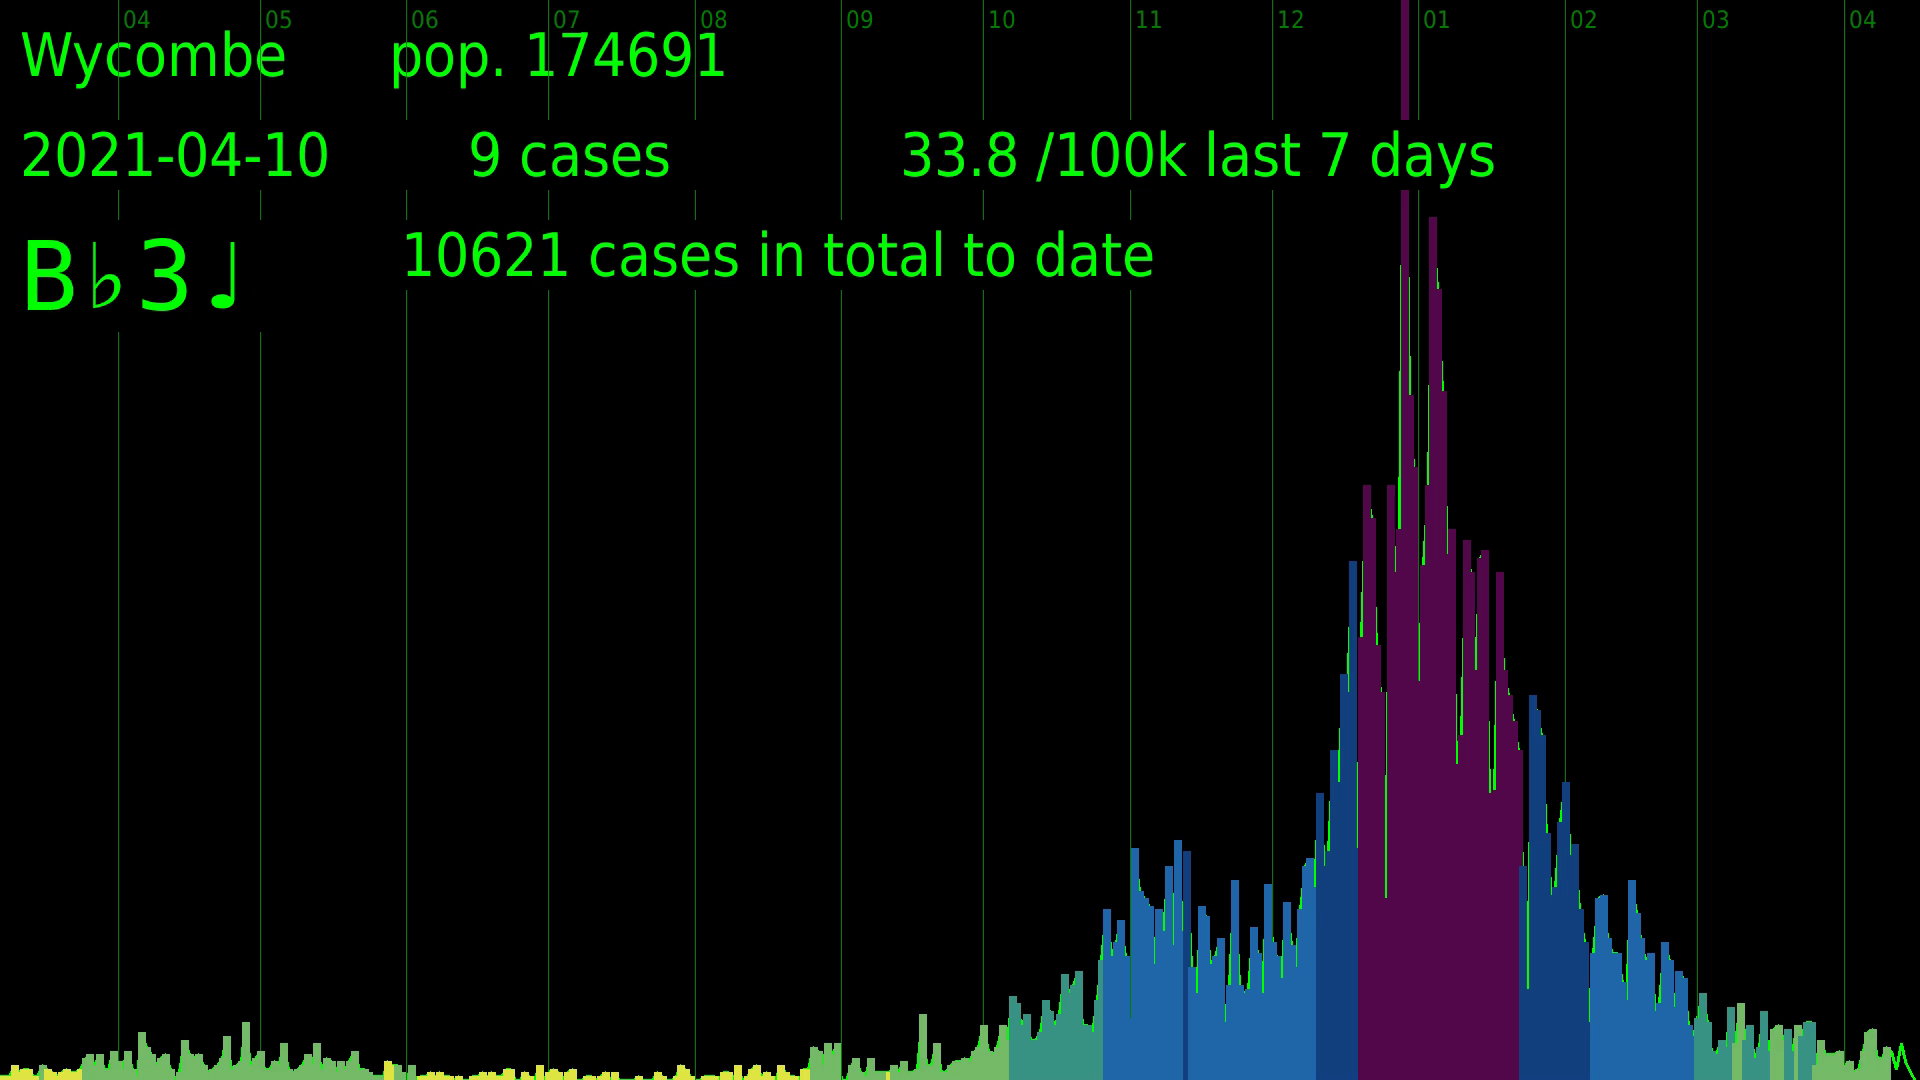 04 05 06 07 08 09 10 11 12 01 02 03 04
Wycombe pop. 174691
2021-04-10 9 cases 33.8 /100k last 7 days
B♭3♩ 10621 cases in total to date